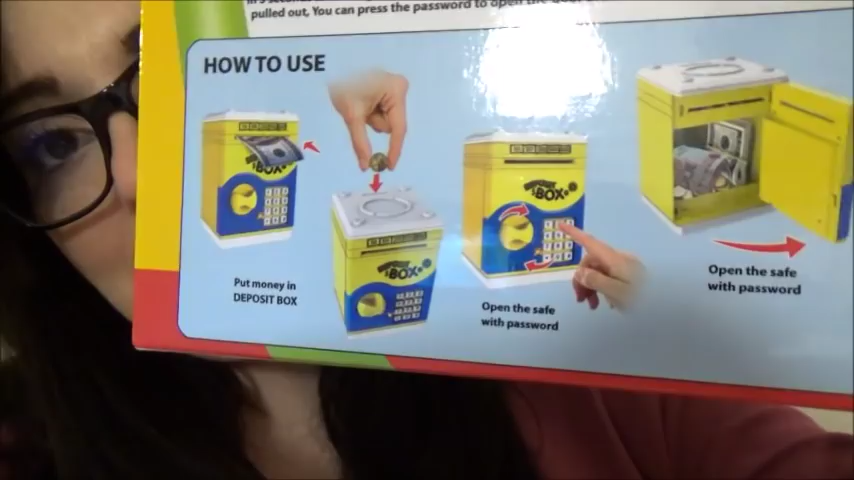 pulled out, You can press the password to open the
HOW TO USE
BOX
BOX
BOX
Put money in
DEPOSIT BOX
Open the safe
with password
Open the safe
with password